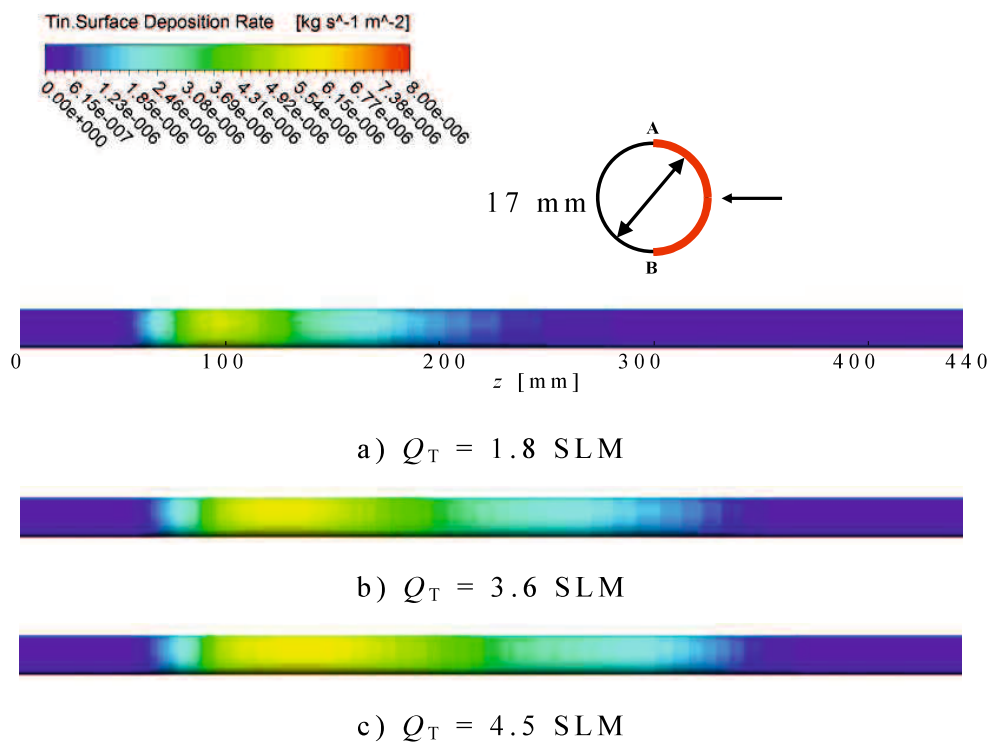 Tin.Surface Deposition Rate [kg s^-1 m^-2]
0.00e+000 6.15e-007 1.23e-006 1.85e-006 2.46e-006 3.08e-006 3.69e-006 4.31e-006 4.92e-006 5.54e-006 6.15e-006 6.77e-006 7.38e-006 8.00e-006
A
17 mm
B
0 100 200 300 400 440
z [mm]
a) QT = 1.8 SLM
b) QT = 3.6 SLM
c) QT = 4.5 SLM